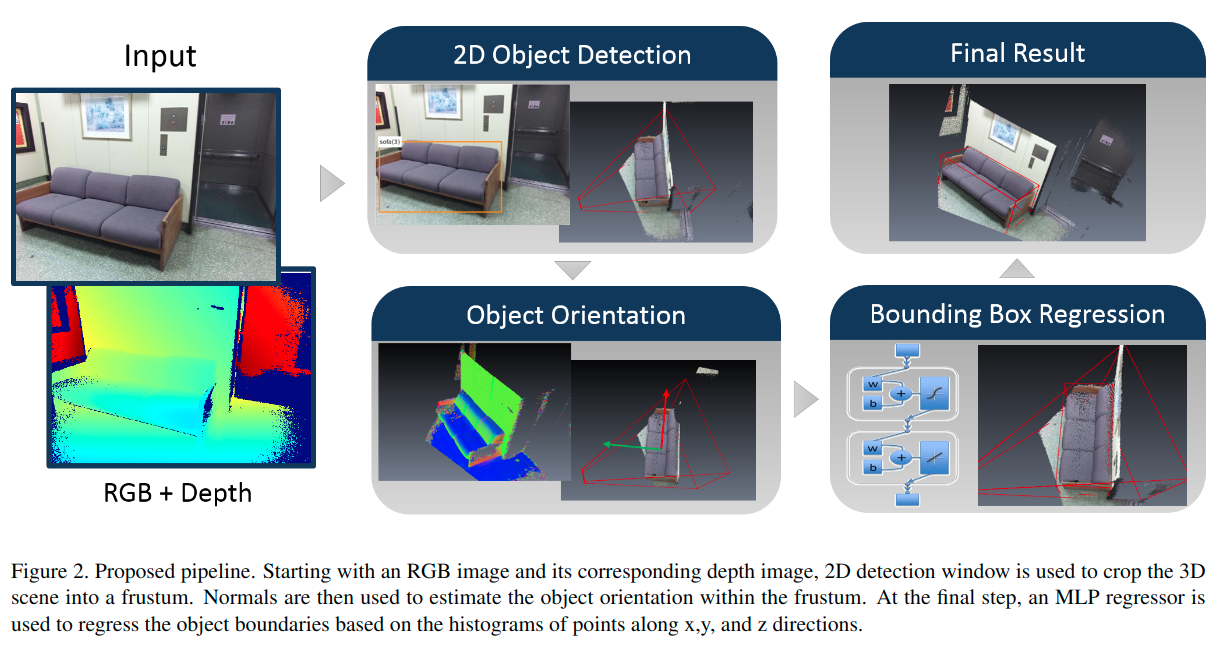 Input
2D Object Detection
Final Result
sofa(3)
Object Orientation
Bounding Box Regression
w
+
b
w
+
b
RGB + Depth
Figure 2. Proposed pipeline. Starting with an RGB image and its corresponding depth image, 2D detection window is used to crop the 3D
scene into a frustum. Normals are then used to estimate the object orientation within the frustum. At the final step, an MLP regressor is
used to regress the object boundaries based on the histograms of points along x,y, and z directions.